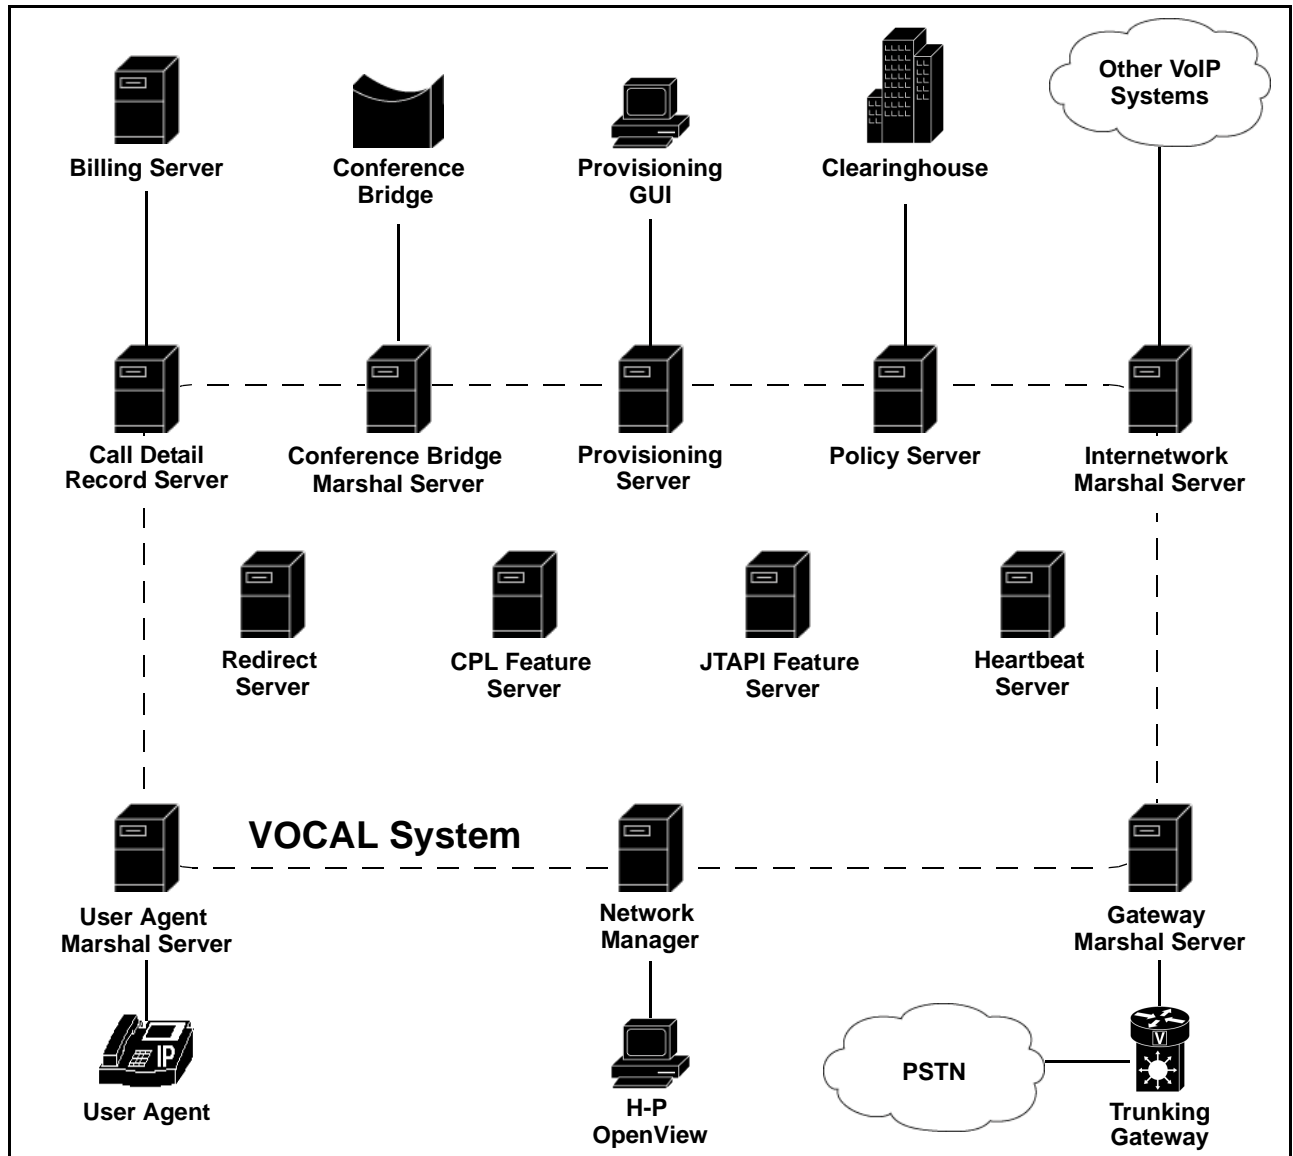 Billing Server
Conference
Bridge
Provisioning
GUI
Clearinghouse
Other VoIP
Systems
Call Detail
Record Server
Conference Bridge
Marshal Server
Provisioning
Server
Policy Server
Internetwork
Marshal Server
Redirect
Server
CPL Feature
Server
JTAPI Feature
Server
Heartbeat
Server
VOCAL System
User Agent
Marshal Server
Network
Manager
Gateway
Marshal Server
IP
User Agent
H-P
OpenView
PSTN
V
Trunking
Gateway